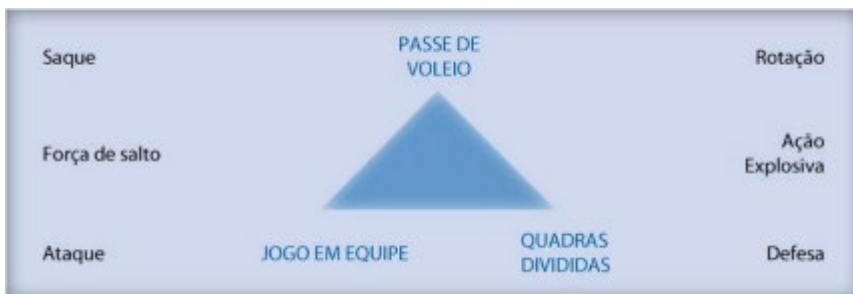 Saque
PASSE DE
VOLEIO
Rotação
Força de salto
Ação
Explosiva
Ataque
JOGO EM EQUIPE
QUADRAS
DIVIDIDAS
Defesa